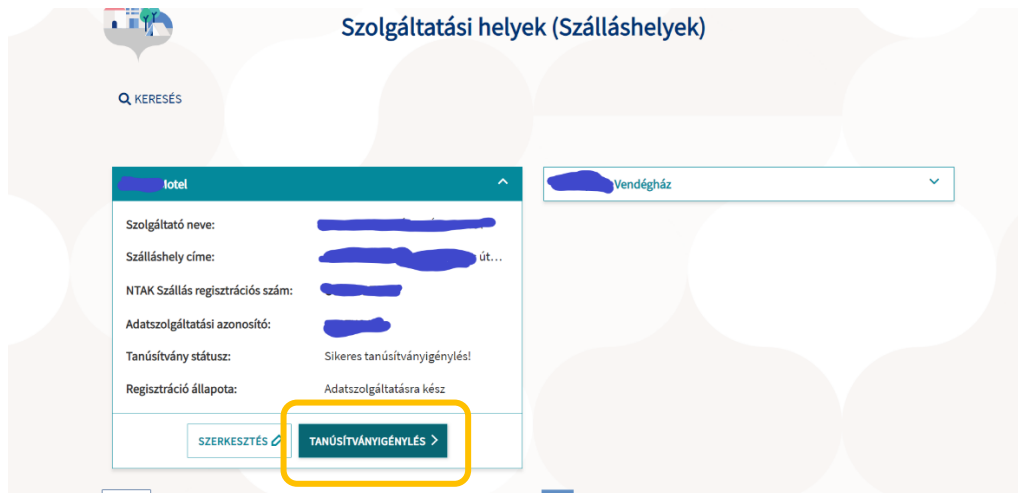 Szolgáltatási helyek (Szálláshelyek)
KERESÉS
Vendégház
Szolgáltató neve:
Szálláshely címe: út...
NTAK Szállás regisztrációs szám:
Adatszolgáltatási azonosító:
Tanúsítvány státusz: Sikeres tanúsítványigénylés!
Regisztráció állapota: Adatszolgáltatásra kész
SZERKESZTÉS
TANÚSÍTVÁNYIGÉNYLÉS